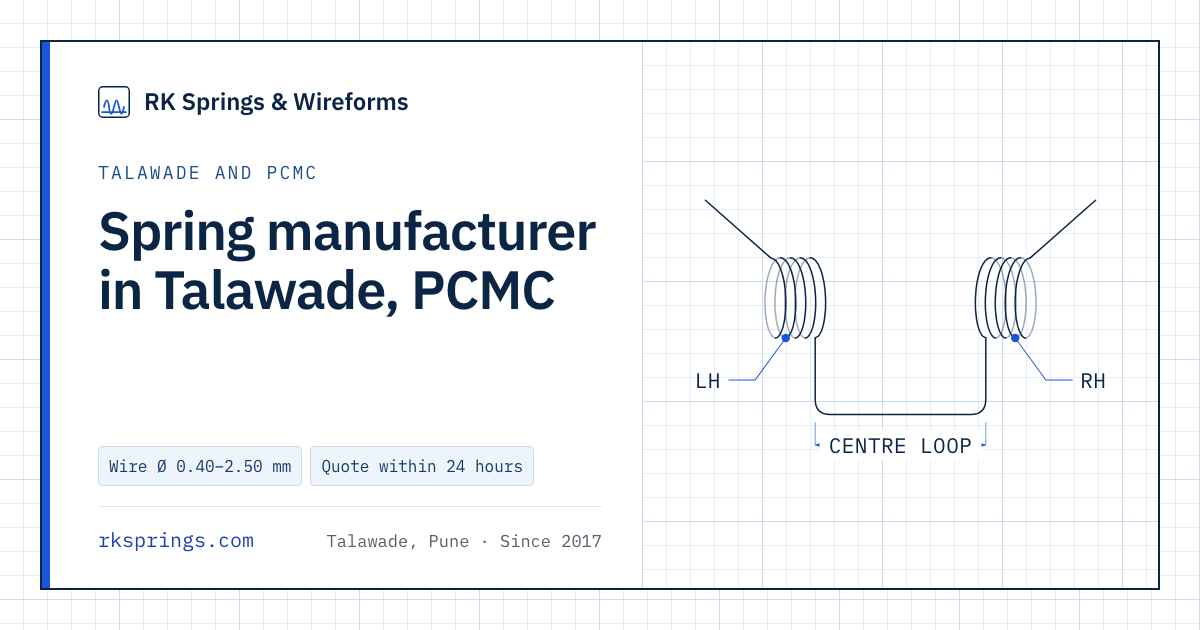 RK Springs & Wireforms
TALAWADE AND PCMC
Spring manufacturer
in Talawade, PCMC
Wire Ø 0.40–2.50 mm
Quote within 24 hours
rksprings.com
Talawade, Pune · Since 2017
LH
RH
CENTRE LOOP